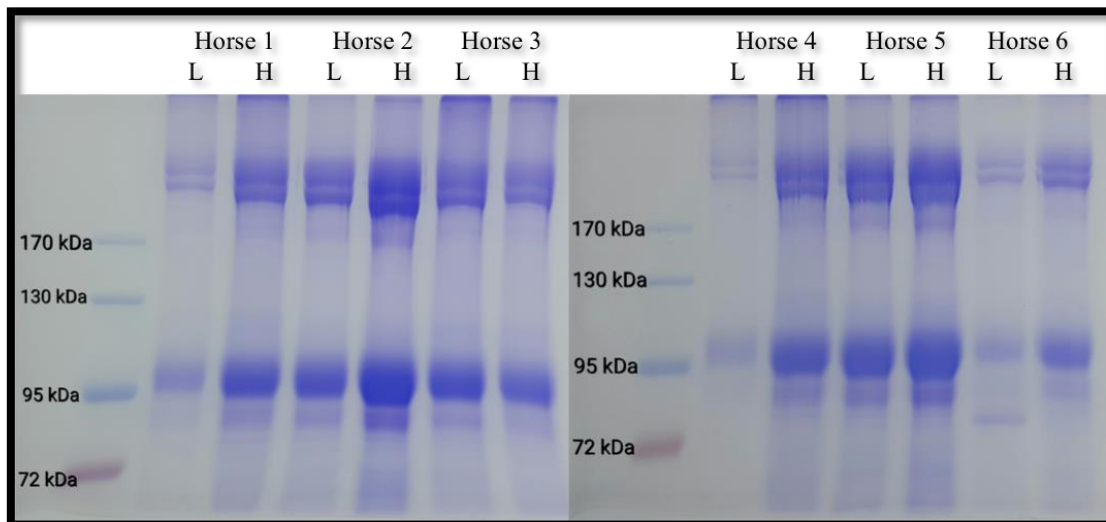 Horse 1 Horse 2 Horse 3 Horse 4 Horse 5 Horse 6
L H L H L H L H L H L H
170 kDa 170 kDa
130 kDa 130 kDa
95 kDa 95 kDa
72 kDa 72 kDa